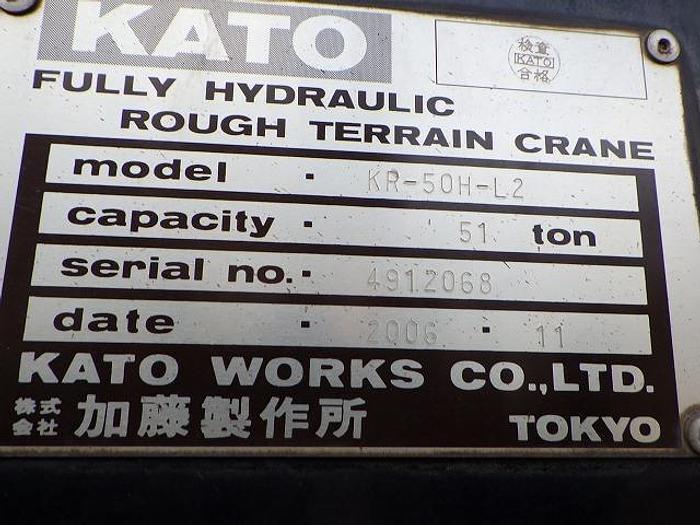 KATO
検査
KATO
合格
FULLY HYDRAULIC
ROUGH TERRAIN CRANE
model · KR-50H-L2
capacity · 51 ton
serial no. · 4912068
date · 2006 · 11
KATO WORKS CO.,LTD.
株式会社 加藤製作所 TOKYO